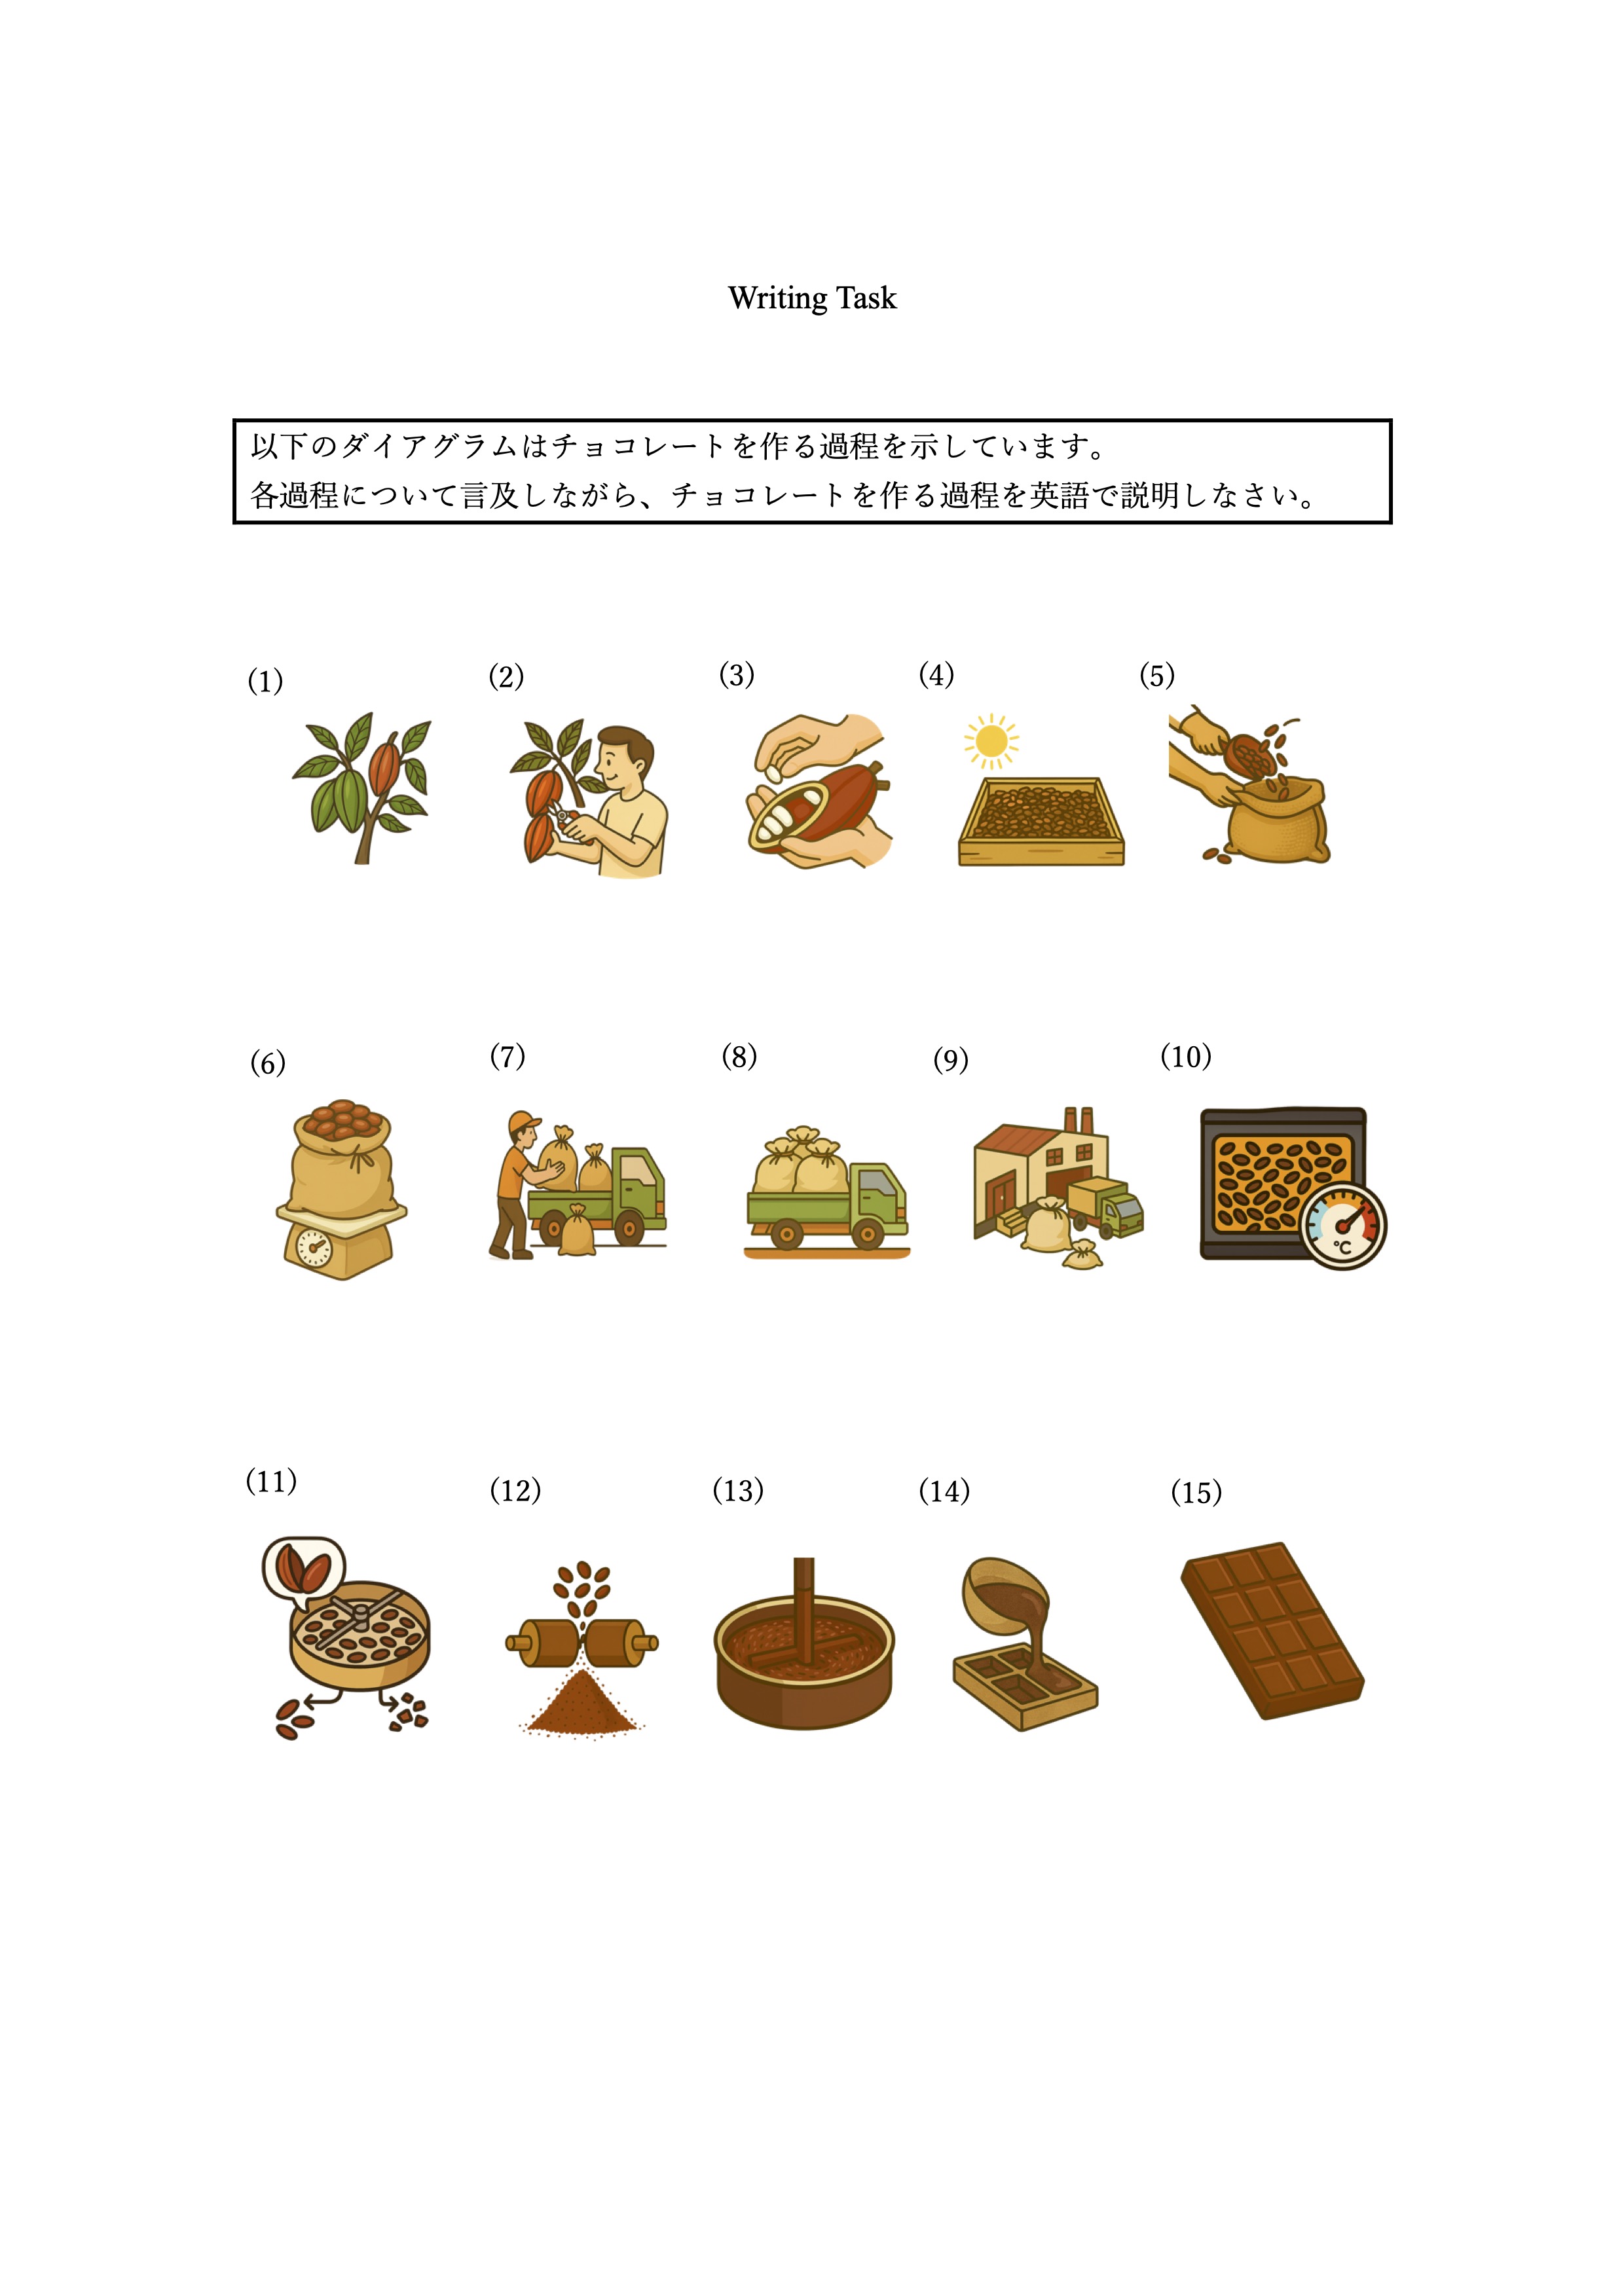 Writing Task
以下のダイアグラムはチョコレートを作る過程を示しています。
各過程について言及しながら、チョコレートを作る過程を英語で説明しなさい。
(1) (2) (3) (4) (5)
(6) (7) (8) (9) (10)
°C
(11) (12) (13) (14) (15)